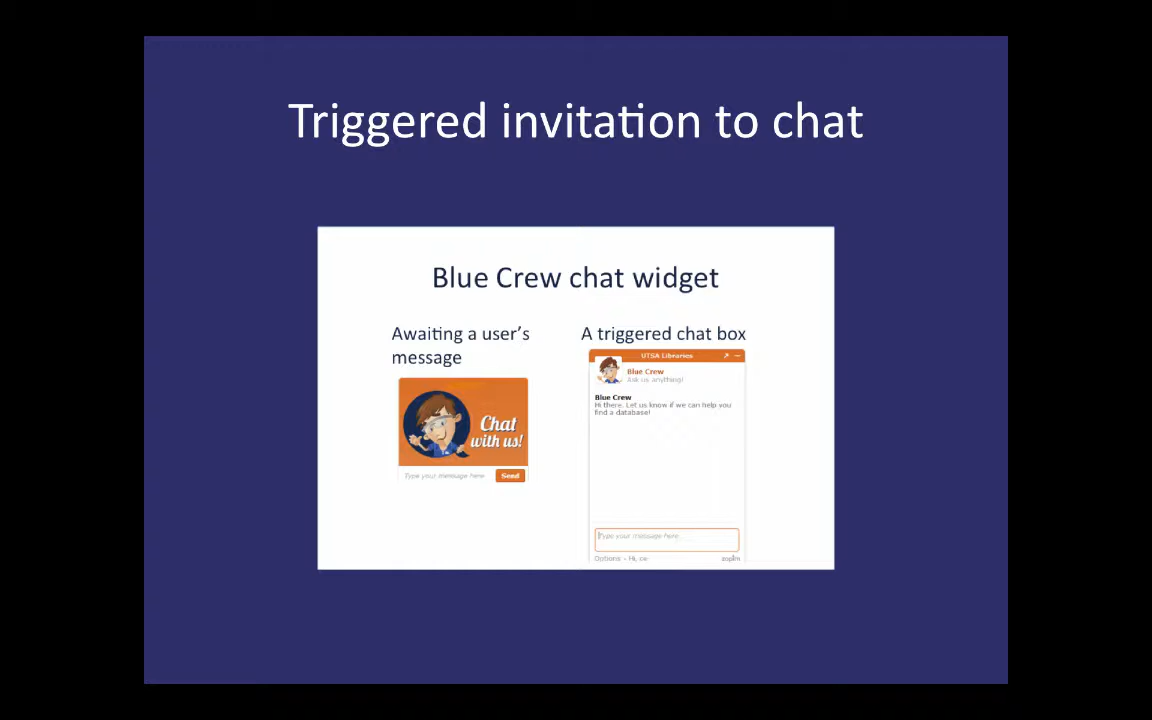 Triggered invitation to chat
Blue Crew chat widget
Awaiting a user's
message
Chat
with us!
Type your message here
Send
A triggered chat box
UTSA Libraries
Blue Crew
Ask us anything!
Blue Crew
Hi there. Let us know if we can help you
find a database!
Type your message here
Options -
zopim